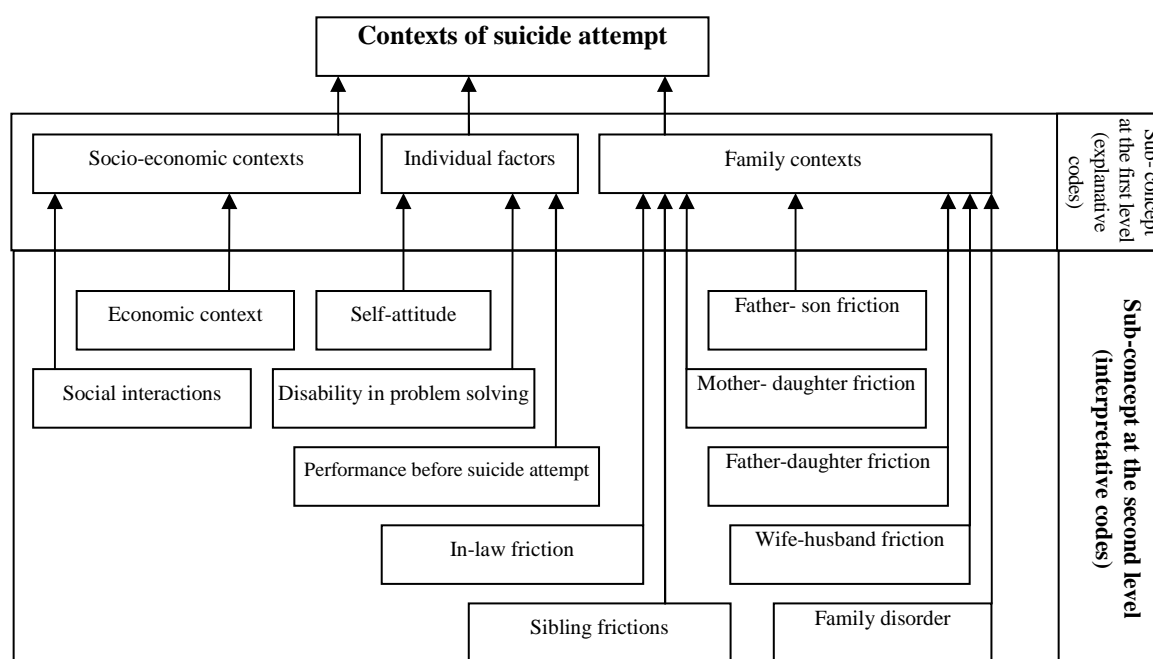 Contexts of suicide attempt
Socio-economic contexts
Individual factors
Family contexts
Sub- concept
at the first level
(explanative
codes)
Economic context
Self-attitude
Father- son friction
Social interactions
Disability in problem solving
Mother- daughter friction
Performance before suicide attempt
Father-daughter friction
In-law friction
Wife-husband friction
Sibling frictions
Family disorder
Sub-concept at the second level
(interpretative codes)